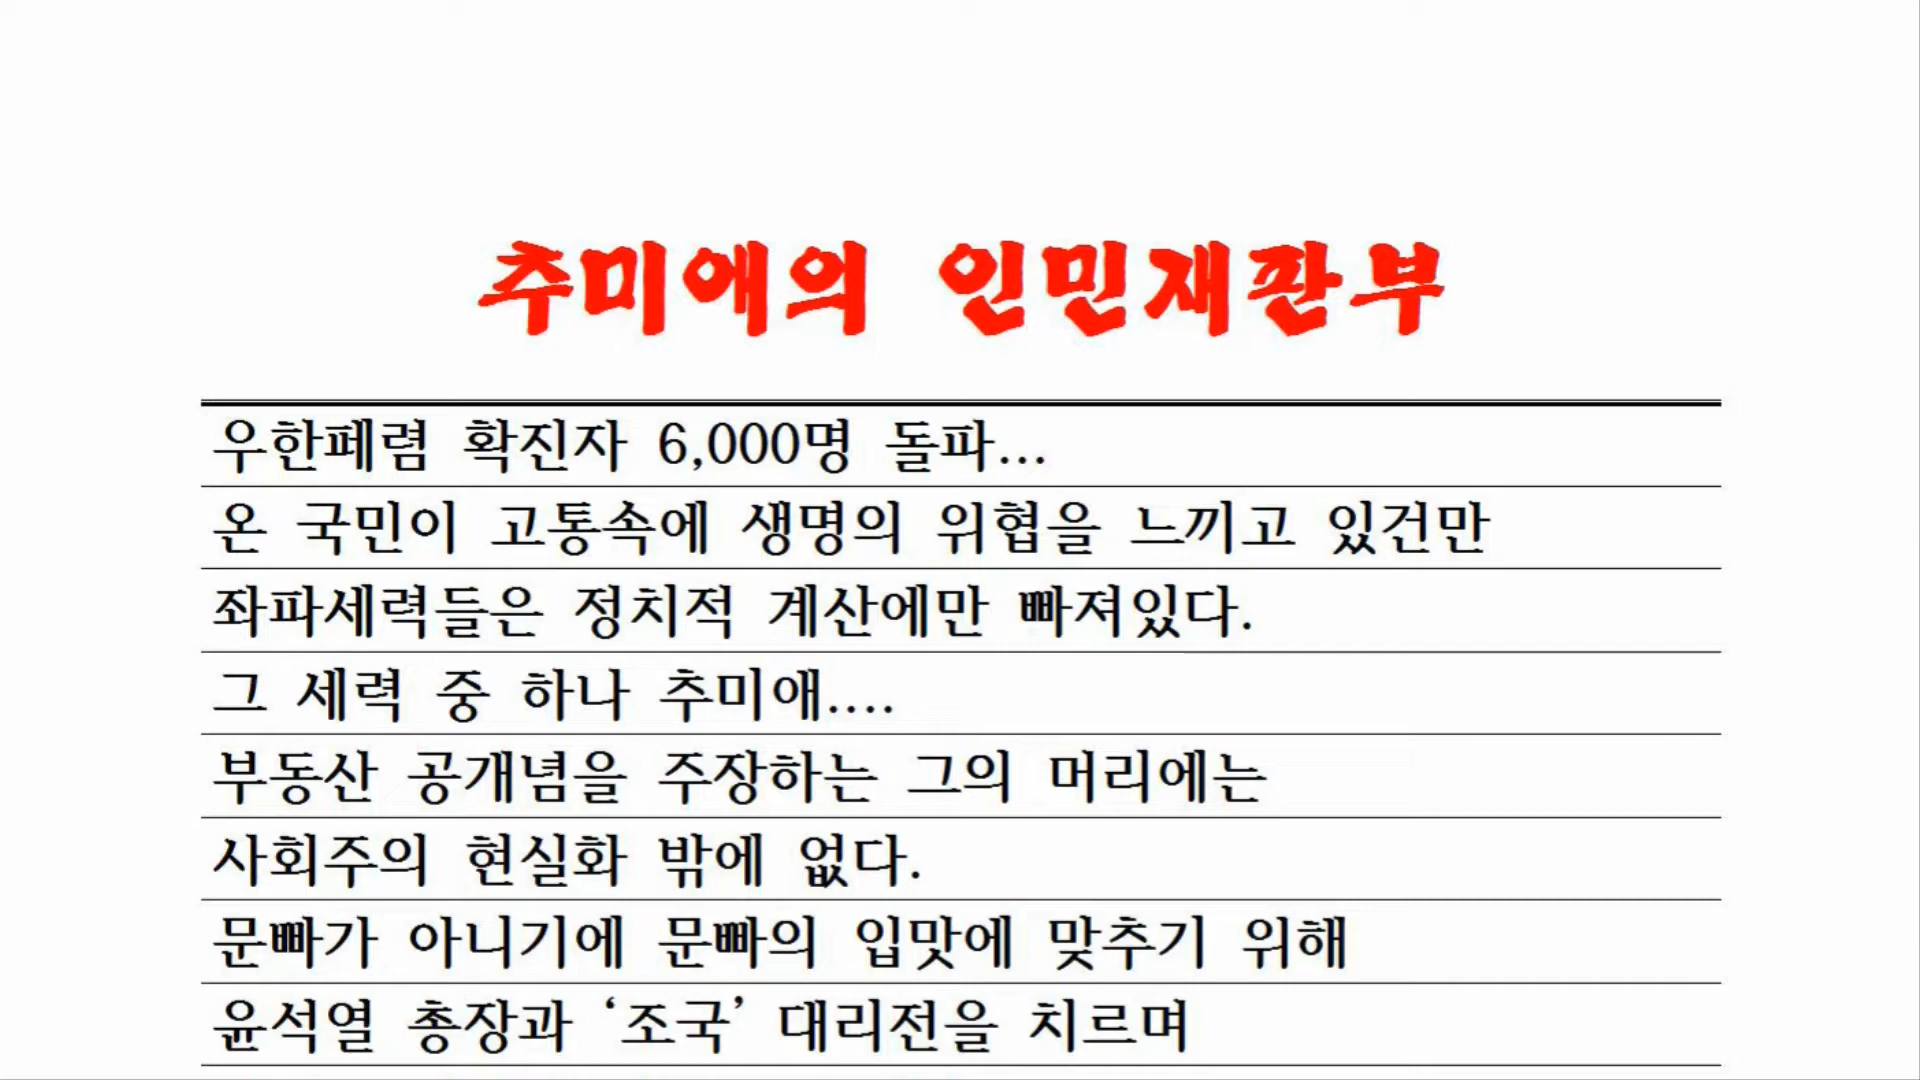 추미애의 인민재판부
우한폐렴 확진자 6,000명 돌파...
온 국민이 고통속에 생명의 위협을 느끼고 있건만
좌파세력들은 정치적 계산에만 빠져있다.
그 세력 중 하나 추미애....
부동산 공개념을 주장하는 그의 머리에는
사회주의 현실화 밖에 없다.
문빠가 아니기에 문빠의 입맛에 맞추기 위해
윤석열 총장과 ‘조국’ 대리전을 치르며